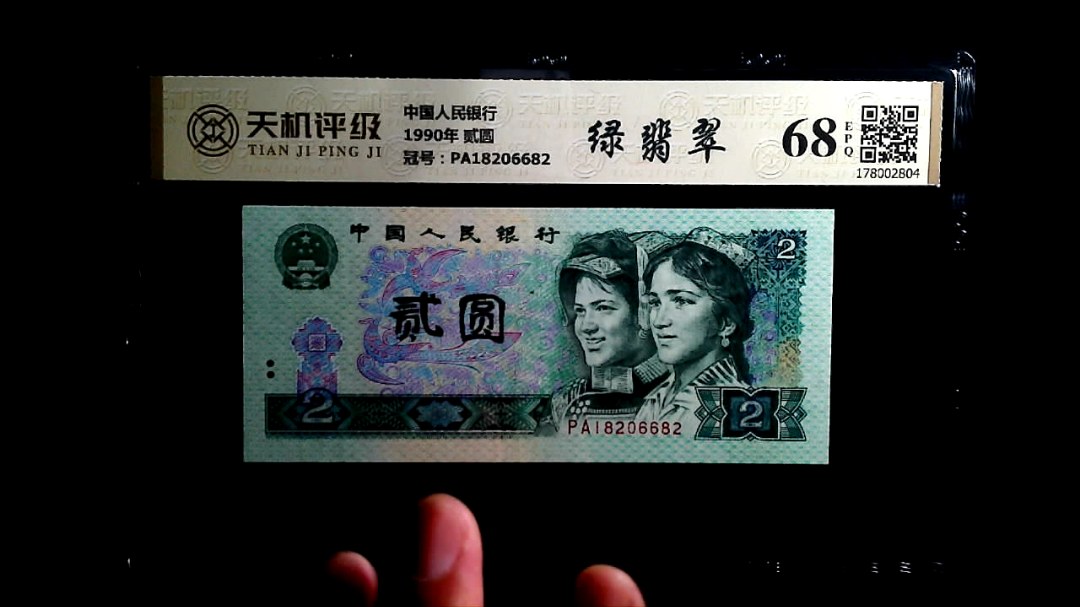 天机评级
TIAN JI PING JI
中国人民银行
1990年 贰圆
冠号：PA18206682
绿翡翠
68
EPQ
178002804
中国人民银行
2
贰圆
2
PA18206682
2